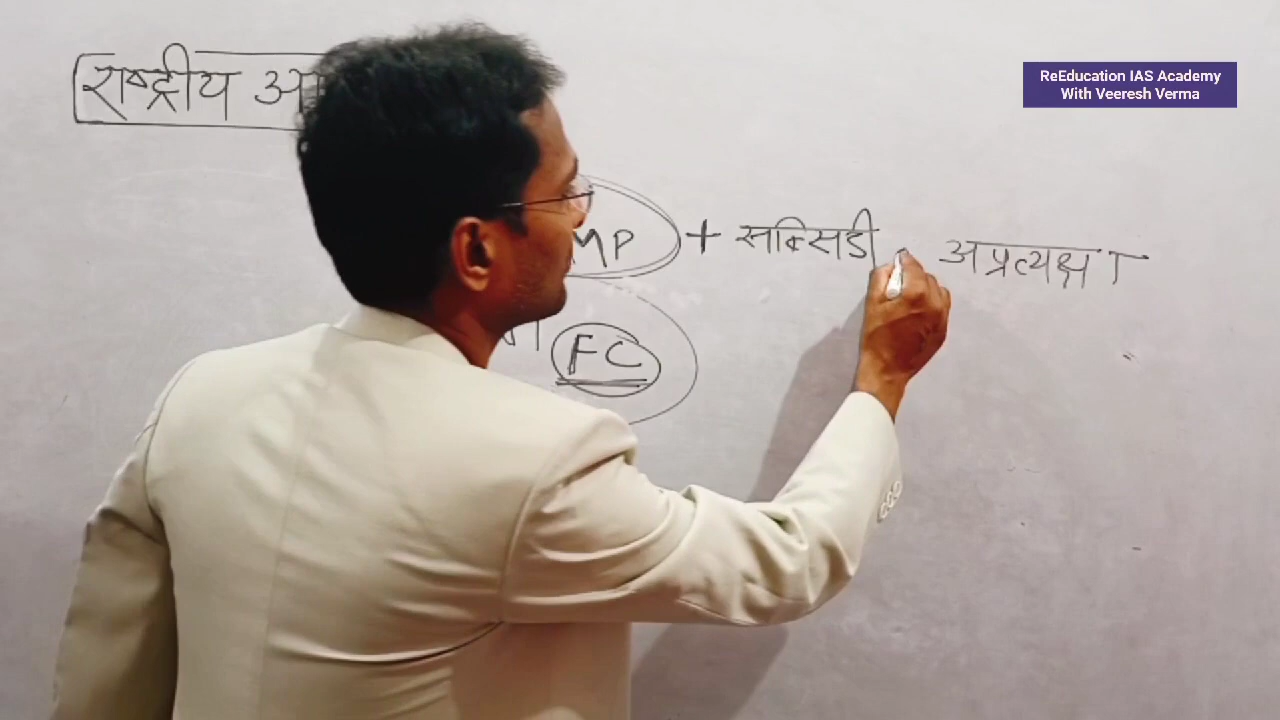 ReEducation IAS Academy
With Veeresh Verma
राष्ट्रीय
MP + सब्सिडी अप्रत्यक्ष T
FC